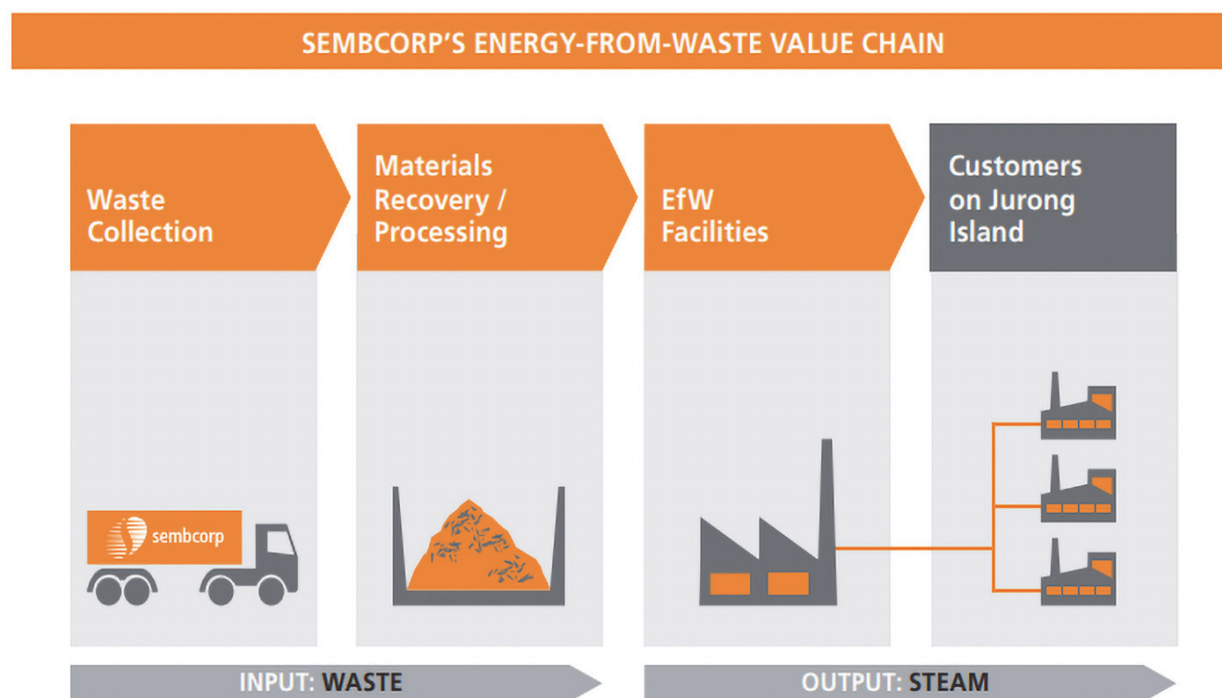 SEMBCORP'S ENERGY-FROM-WASTE VALUE CHAIN
Waste
Collection
Materials
Recovery /
Processing
EfW
Facilities
Customers
on Jurong
Island
sembcorp
INPUT: WASTE
OUTPUT: STEAM